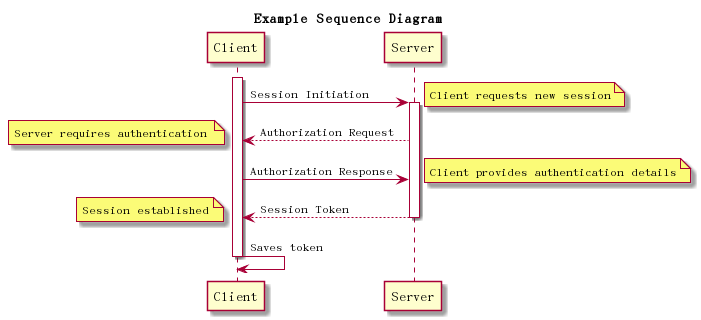 Example Sequence Diagram
Client
Server
Session Initiation
Client requests new session
Authorization Request
Server requires authentication
Authorization Response
Client provides authentication details
Session Token
Session established
Saves token
Client
Server